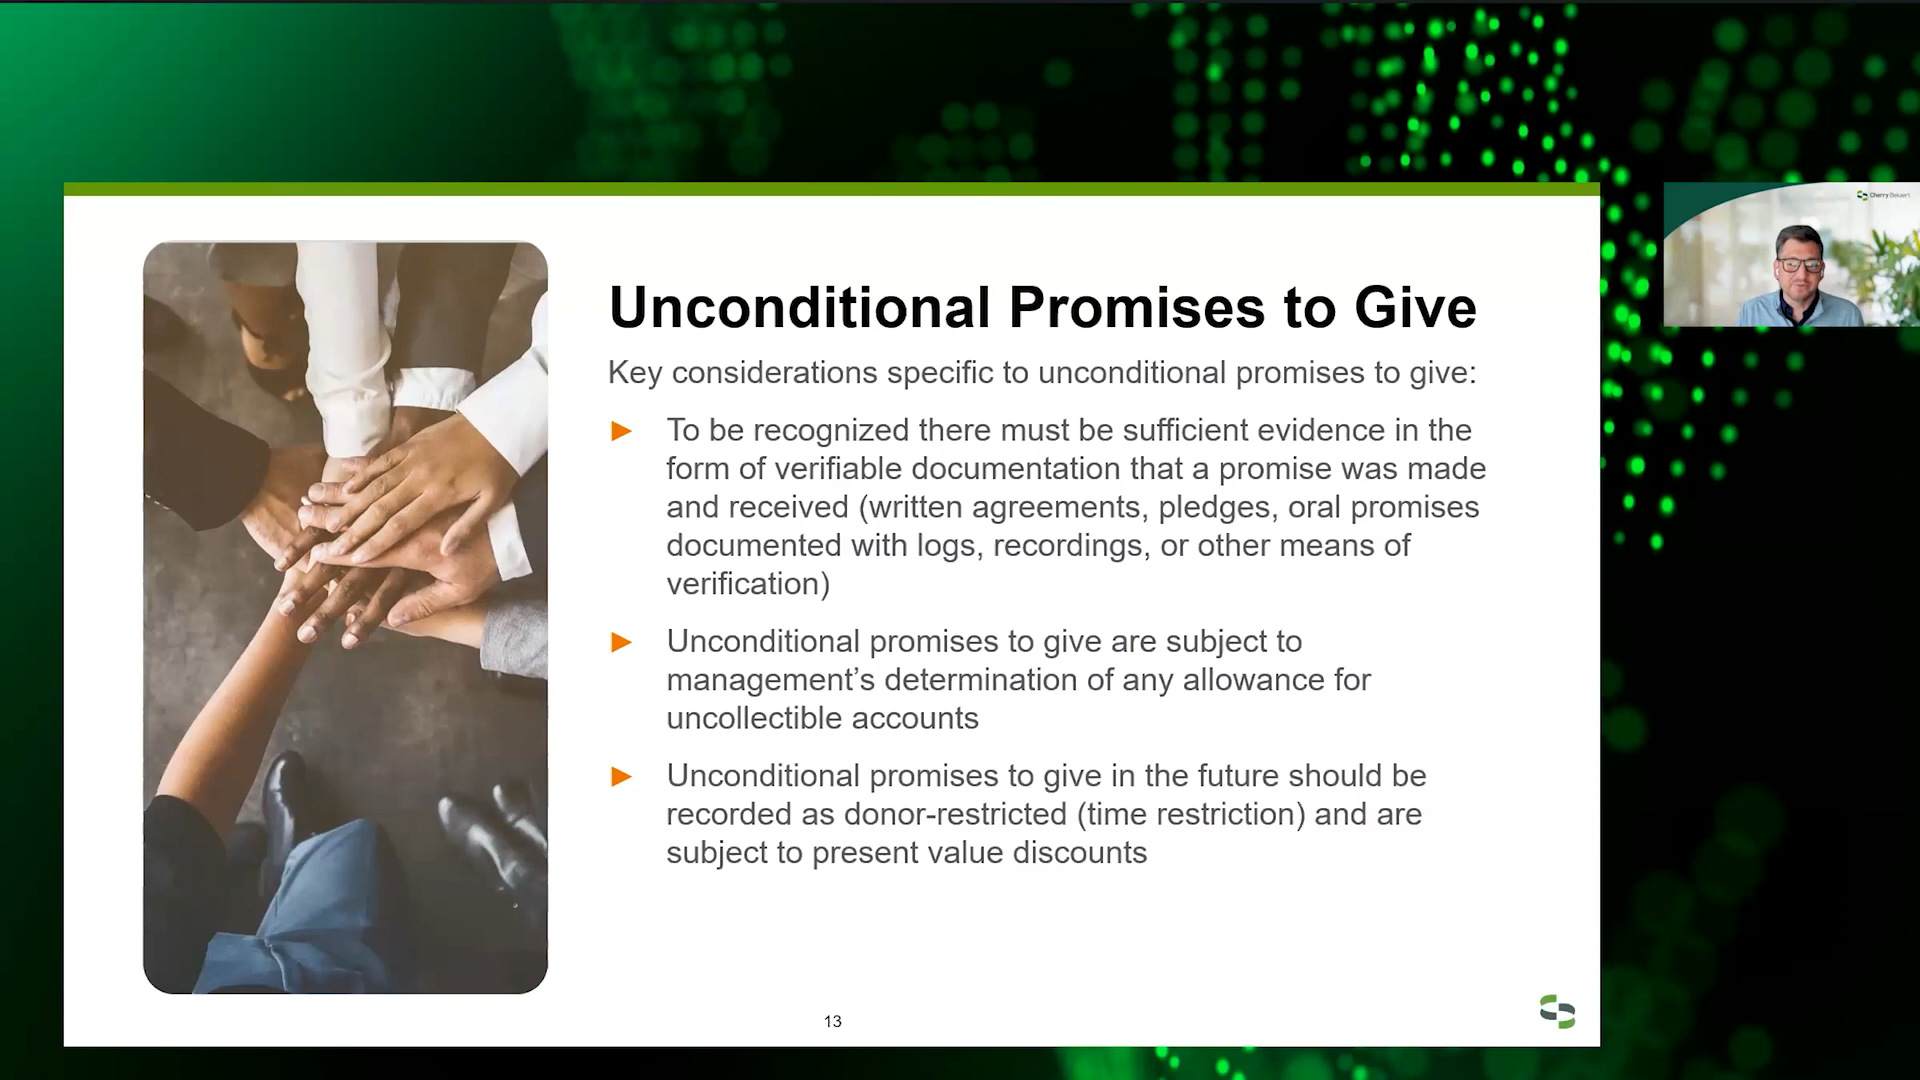 Cherry Bekaert
Unconditional Promises to Give
Key considerations specific to unconditional promises to give:
► To be recognized there must be sufficient evidence in the
form of verifiable documentation that a promise was made
and received (written agreements, pledges, oral promises
documented with logs, recordings, or other means of
verification)
► Unconditional promises to give are subject to
management’s determination of any allowance for
uncollectible accounts
► Unconditional promises to give in the future should be
recorded as donor-restricted (time restriction) and are
subject to present value discounts
13